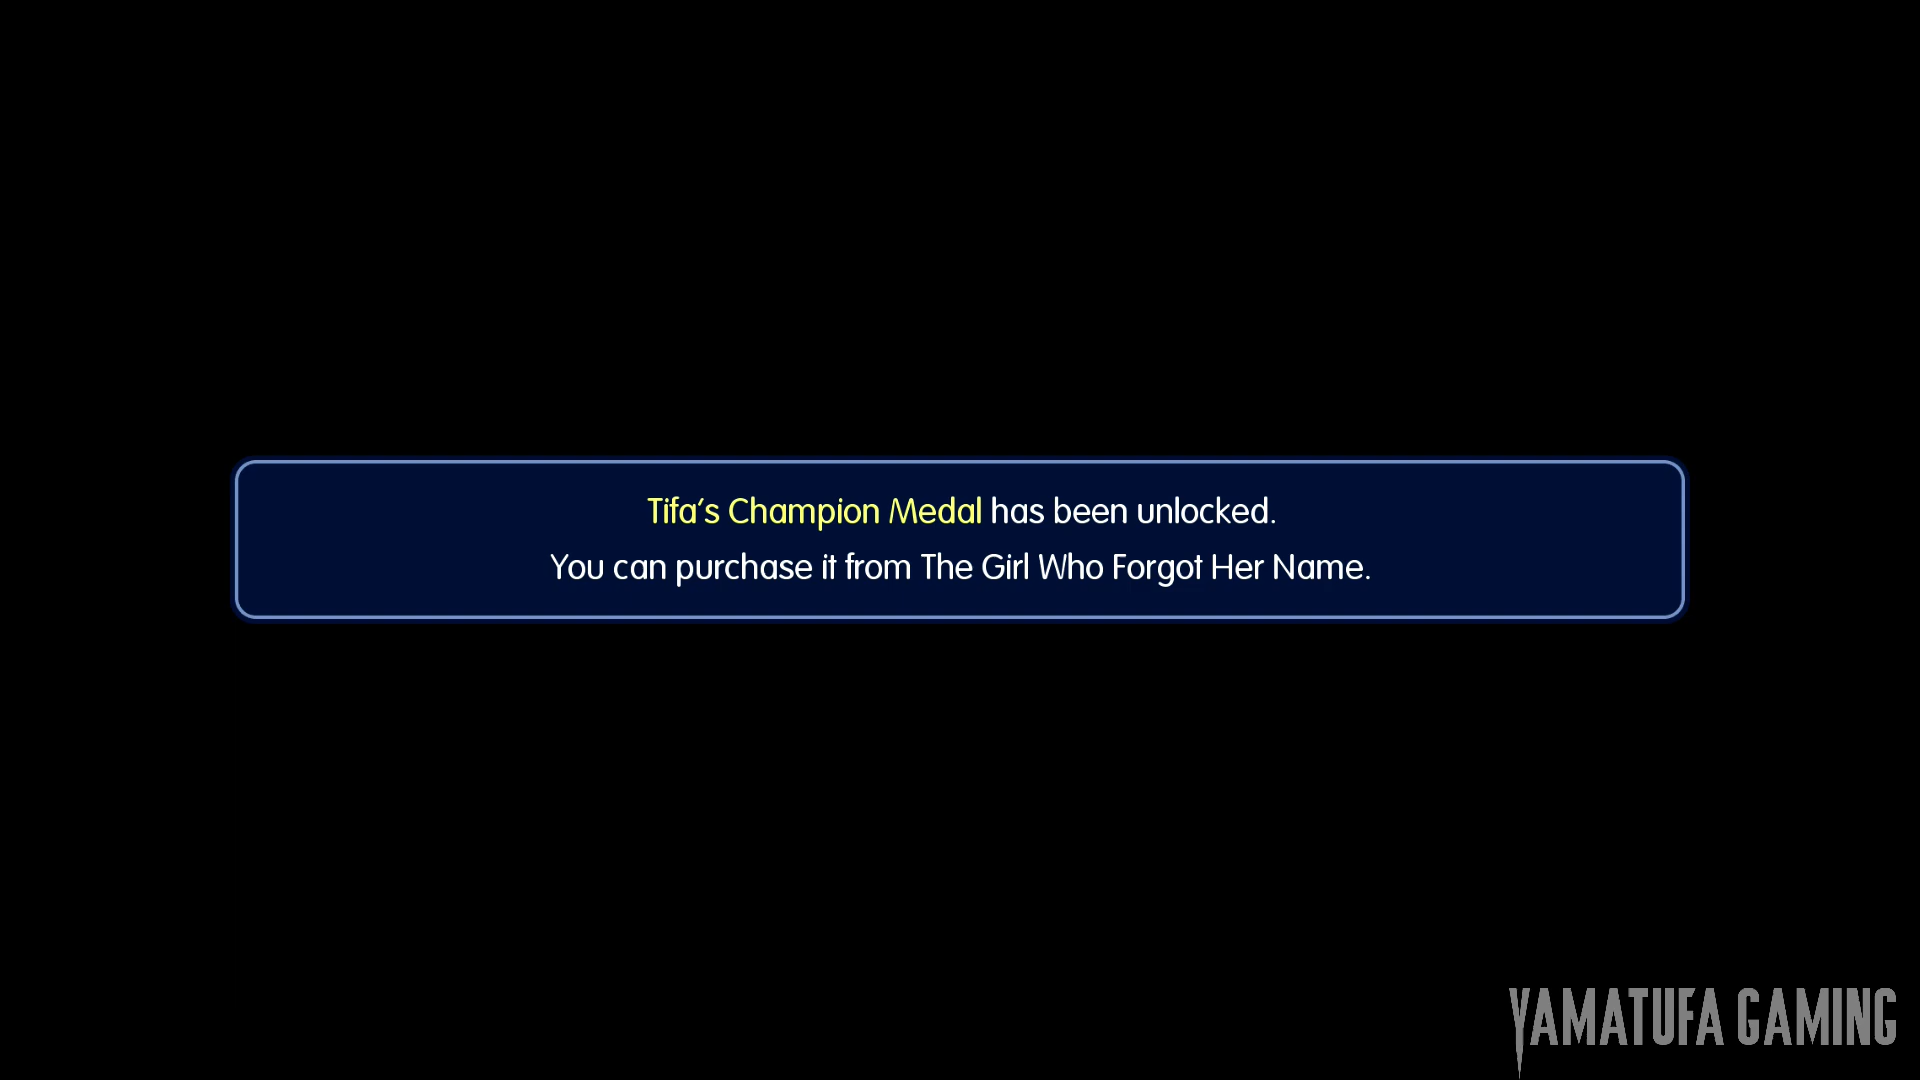 Tifa's Champion Medal has been unlocked.
You can purchase it from The Girl Who Forgot Her Name.
YAMATUFA GAMING